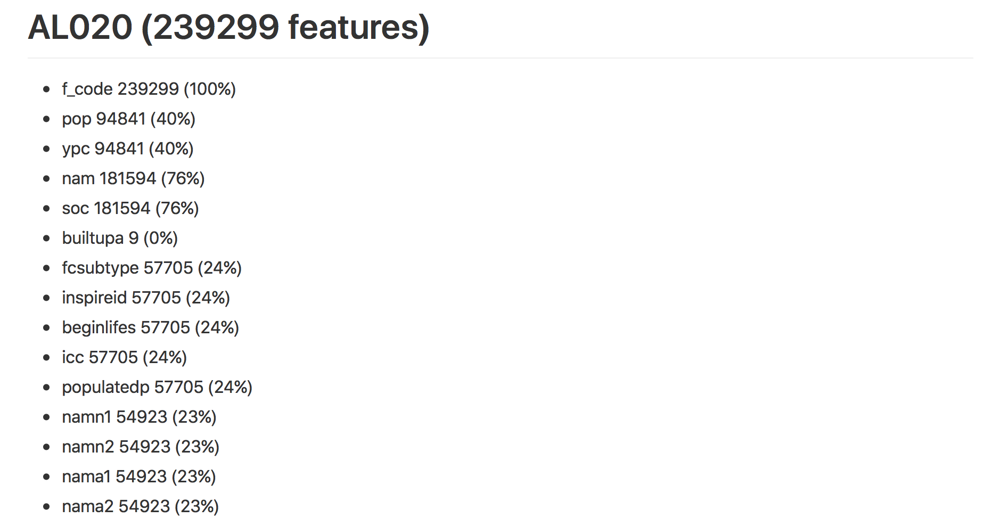 AL020 (239299 features)
f_code 239299 (100%)
pop 94841 (40%)
ypc 94841 (40%)
nam 181594 (76%)
soc 181594 (76%)
builtupa 9 (0%)
fcsubtype 57705 (24%)
inspireid 57705 (24%)
beginlifes 57705 (24%)
icc 57705 (24%)
populatedp 57705 (24%)
namn1 54923 (23%)
namn2 54923 (23%)
nama1 54923 (23%)
nama2 54923 (23%)